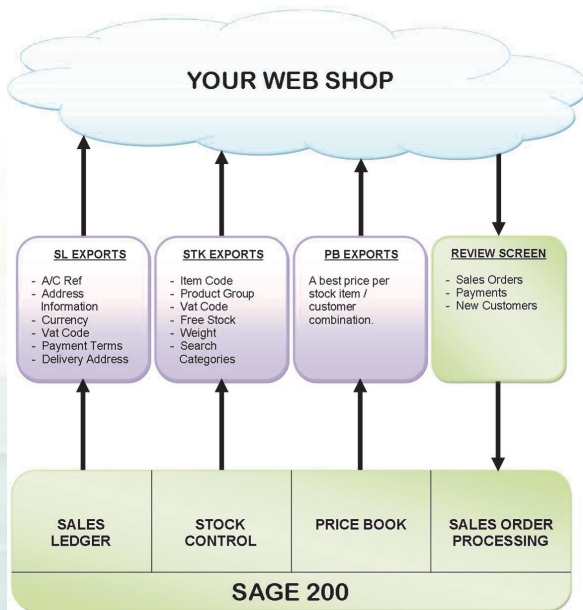 YOUR WEB SHOP
SL EXPORTS
- A/C Ref
- Address
Information
- Currency
- Vat Code
- Payment Terms
- Delivery Address
STK EXPORTS
- Item Code
- Product Group
- Vat Code
- Free Stock
- Weight
- Search
Categories
PB EXPORTS
A best price per
stock item /
customer
combination.
REVIEW SCREEN
- Sales Orders
- Payments
- New Customers
SALES
LEDGER
STOCK
CONTROL
PRICE BOOK
SALES ORDER
PROCESSING
SAGE 200